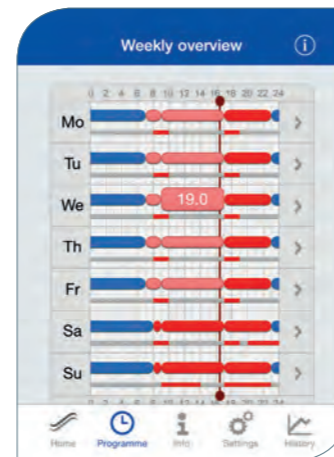 Weekly overview
0 2 4 6 8 10 12 14 16 18 20 22 24
Mo
Tu
We
19.0
Th
Fr
Sa
Su
Home
Programme
Info
Settings
History